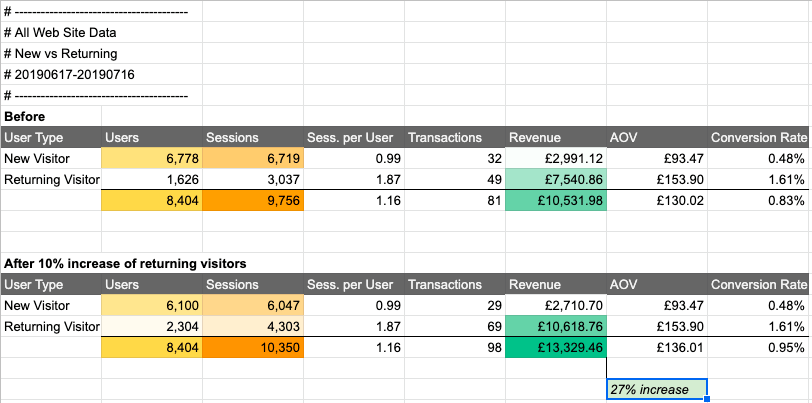 # ----------------------------------------
# All Web Site Data
# New vs Returning
# 20190617-20190716
# ----------------------------------------
Before
User Type Users Sessions Sess. per User Transactions Revenue AOV Conversion Rate
New Visitor 6,778 6,719 0.99 32 £2,991.12 £93.47 0.48%
Returning Visitor 1,626 3,037 1.87 49 £7,540.86 £153.90 1.61%
8,404 9,756 1.16 81 £10,531.98 £130.02 0.83%
After 10% increase of returning visitors
User Type Users Sessions Sess. per User Transactions Revenue AOV Conversion Rate
New Visitor 6,100 6,047 0.99 29 £2,710.70 £93.47 0.48%
Returning Visitor 2,304 4,303 1.87 69 £10,618.76 £153.90 1.61%
8,404 10,350 1.16 98 £13,329.46 £136.01 0.95%
27% increase